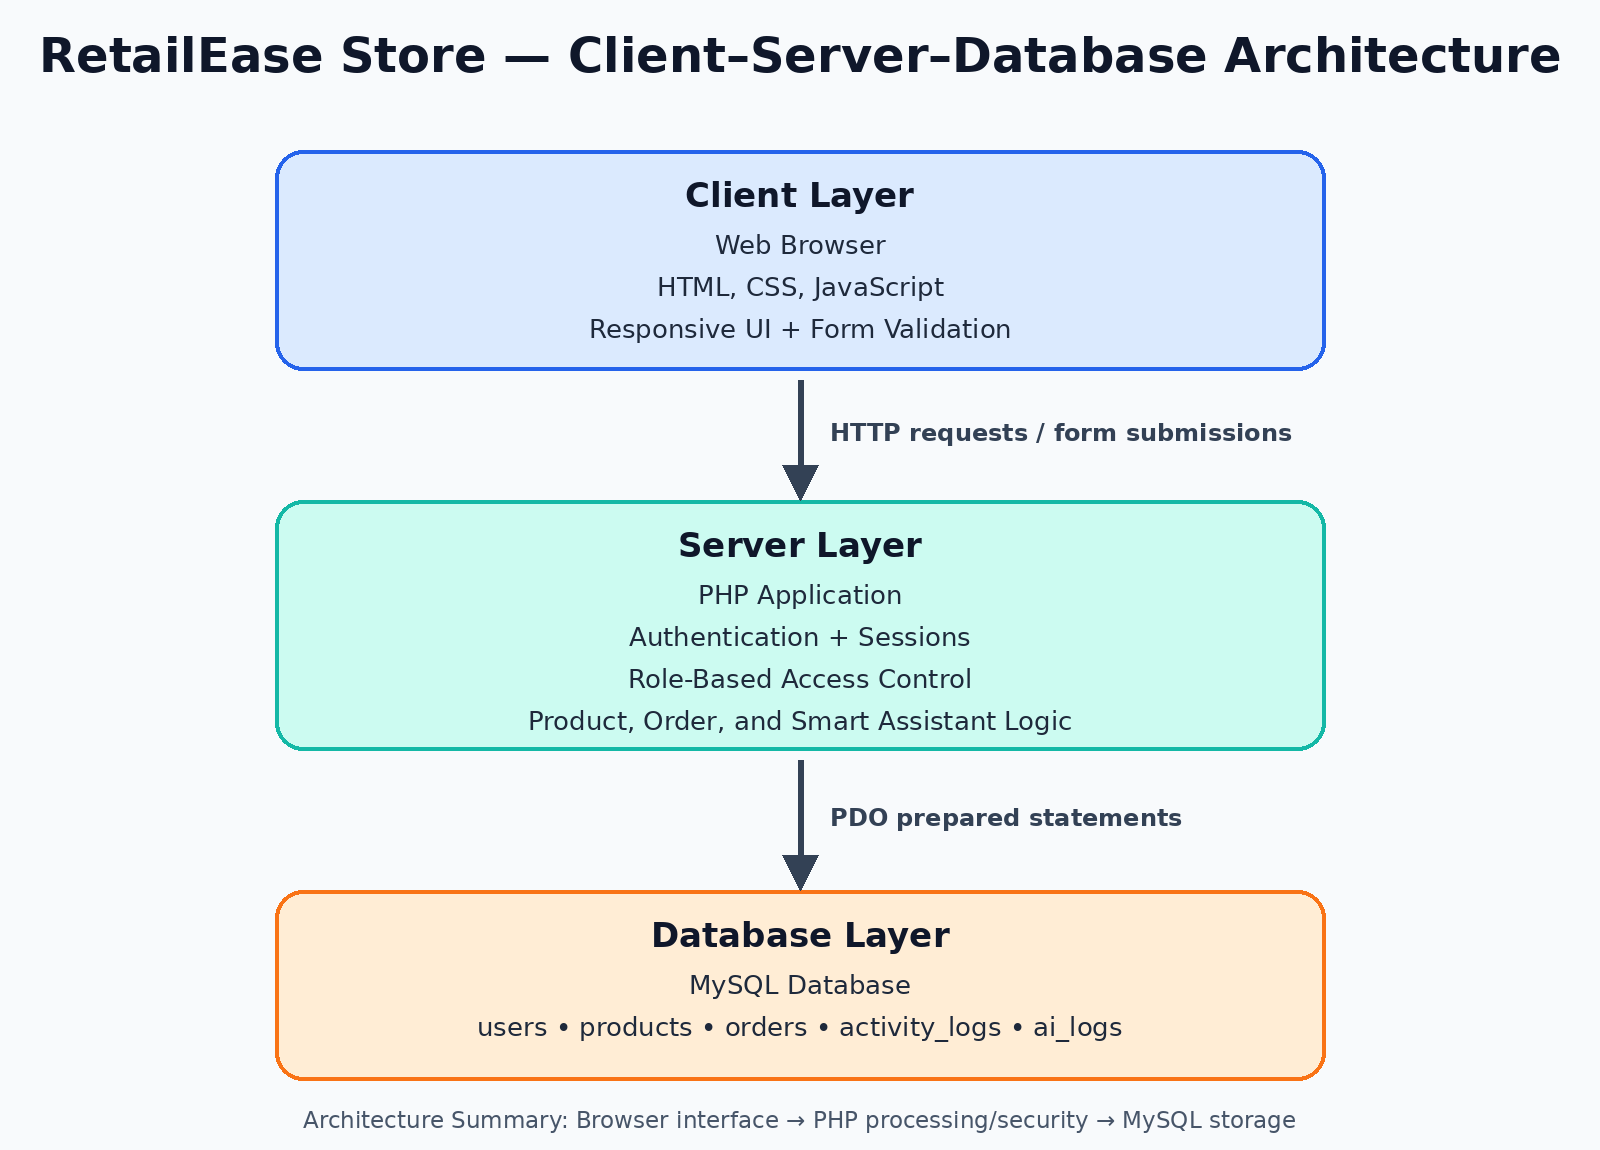 RetailEase Store — Client–Server–Database Architecture
Client Layer
Web Browser
HTML, CSS, JavaScript
Responsive UI + Form Validation
HTTP requests / form submissions
Server Layer
PHP Application
Authentication + Sessions
Role-Based Access Control
Product, Order, and Smart Assistant Logic
PDO prepared statements
Database Layer
MySQL Database
users • products • orders • activity_logs • ai_logs
Architecture Summary: Browser interface → PHP processing/security → MySQL storage